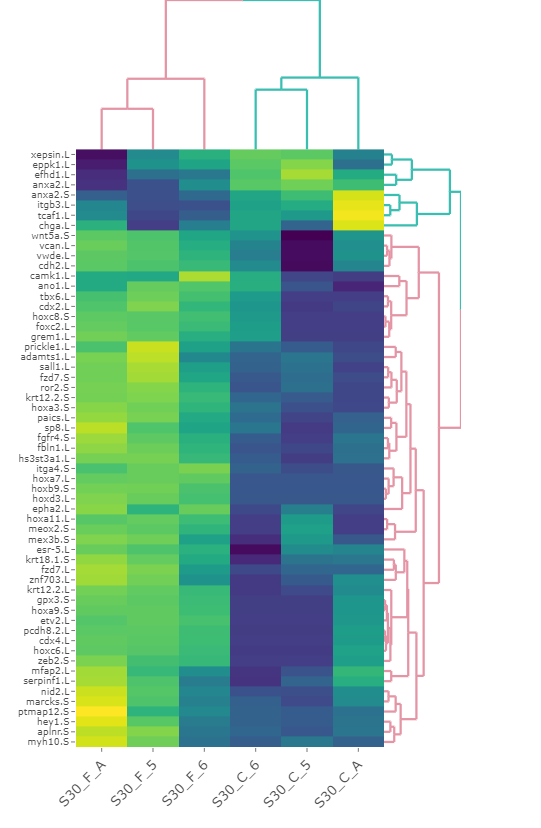 xepsin.L
eppk1.L
efhd1.L
anxa2.L
anxa2.S
itgb3.L
tcaf1.L
chga.L
wnt5a.S
vcan.L
vwde.L
cdh2.L
camk1.L
ano1.L
tbx6.L
cdx2.L
hoxc8.S
foxc2.L
grem1.L
prickle1.L
adamts1.L
sall1.L
fzd7.S
ror2.S
krt12.2.S
hoxa3.S
paics.L
sp8.L
fgfr4.S
fbln1.L
hs3st3a1.L
itga4.S
hoxa7.L
hoxb9.S
hoxd3.L
epha2.L
hoxa11.L
meox2.S
mex3b.S
esr-5.L
krt18.1.S
fzd7.L
znf703.L
krt12.2.L
gpx3.S
hoxa9.S
etv2.L
pcdh8.2.L
cdx4.L
hoxc6.L
zeb2.S
mfap2.L
serpinf1.L
nid2.L
marcks.S
ptmap12.S
hey1.S
aplnr.S
myh10.S
S30_F_A S30_F_5 S30_F_6 S30_C_6 S30_C_5 S30_C_A